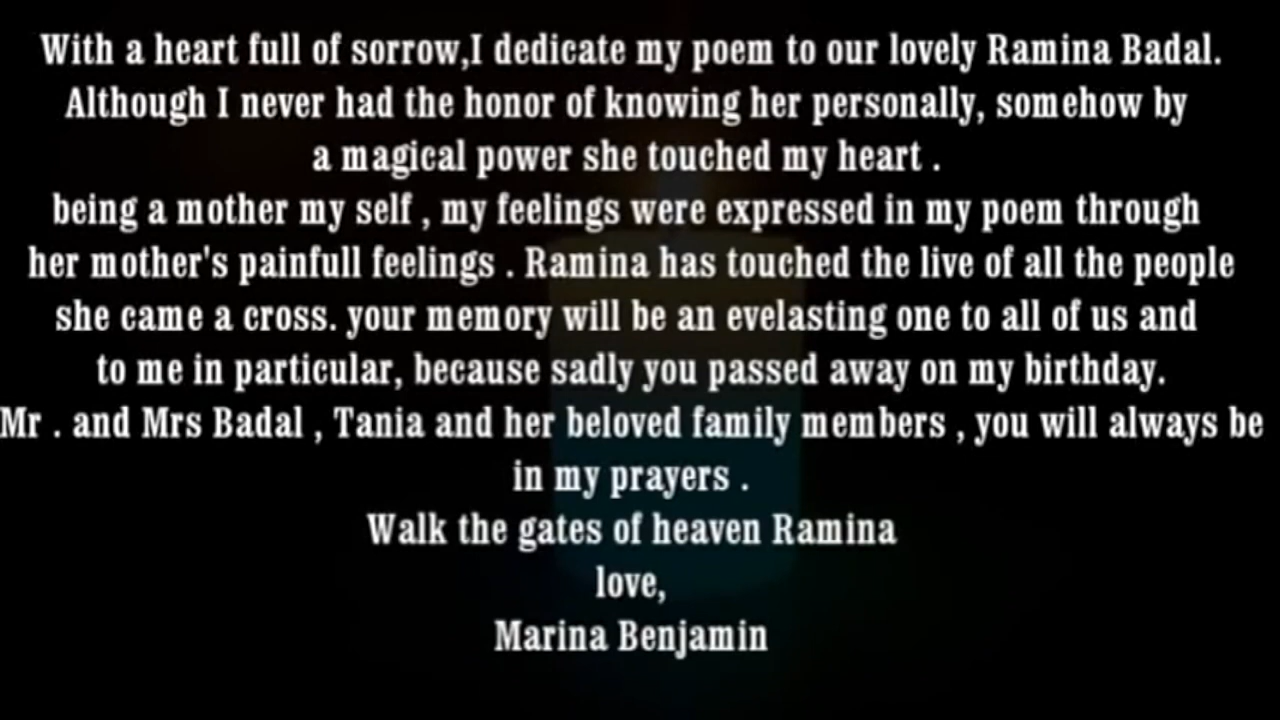 With a heart full of sorrow,I dedicate my poem to our lovely Ramina Badal.
Although I never had the honor of knowing her personally, somehow by
a magical power she touched my heart .
being a mother my self , my feelings were expressed in my poem through
her mother's painfull feelings . Ramina has touched the live of all the people
she came a cross. your memory will be an evelasting one to all of us and
to me in particular, because sadly you passed away on my birthday.
Mr . and Mrs Badal , Tania and her beloved family members , you will always be
in my prayers .
Walk the gates of heaven Ramina
love,
Marina Benjamin